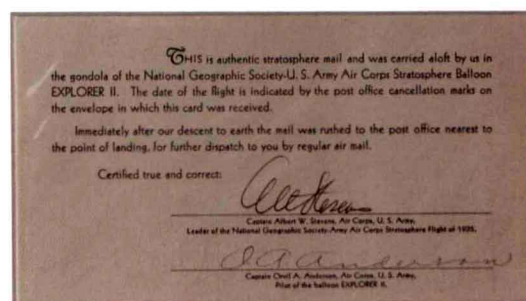 THIS is authentic stratosphere mail and was carried aloft by us in
the gondola of the National Geographic Society-U. S. Army Air Corps Stratosphere Balloon
EXPLORER II. The date of the flight is indicated by the post office cancellation marks on
the envelope in which this card was received.
Immediately after our descent to earth the mail was rushed to the post office nearest to
the point of landing, for further dispatch to you by regular air mail.
Certified true and correct:
AW Stevens
Captain Albert W. Stevens, Air Corps, U. S. Army,
Leader of the National Geographic Society-Army Air Corps Stratosphere Flight of 1935.
O A Anderson
Captain Orvil A. Anderson, Air Corps, U. S. Army,
Pilot of the balloon EXPLORER II.